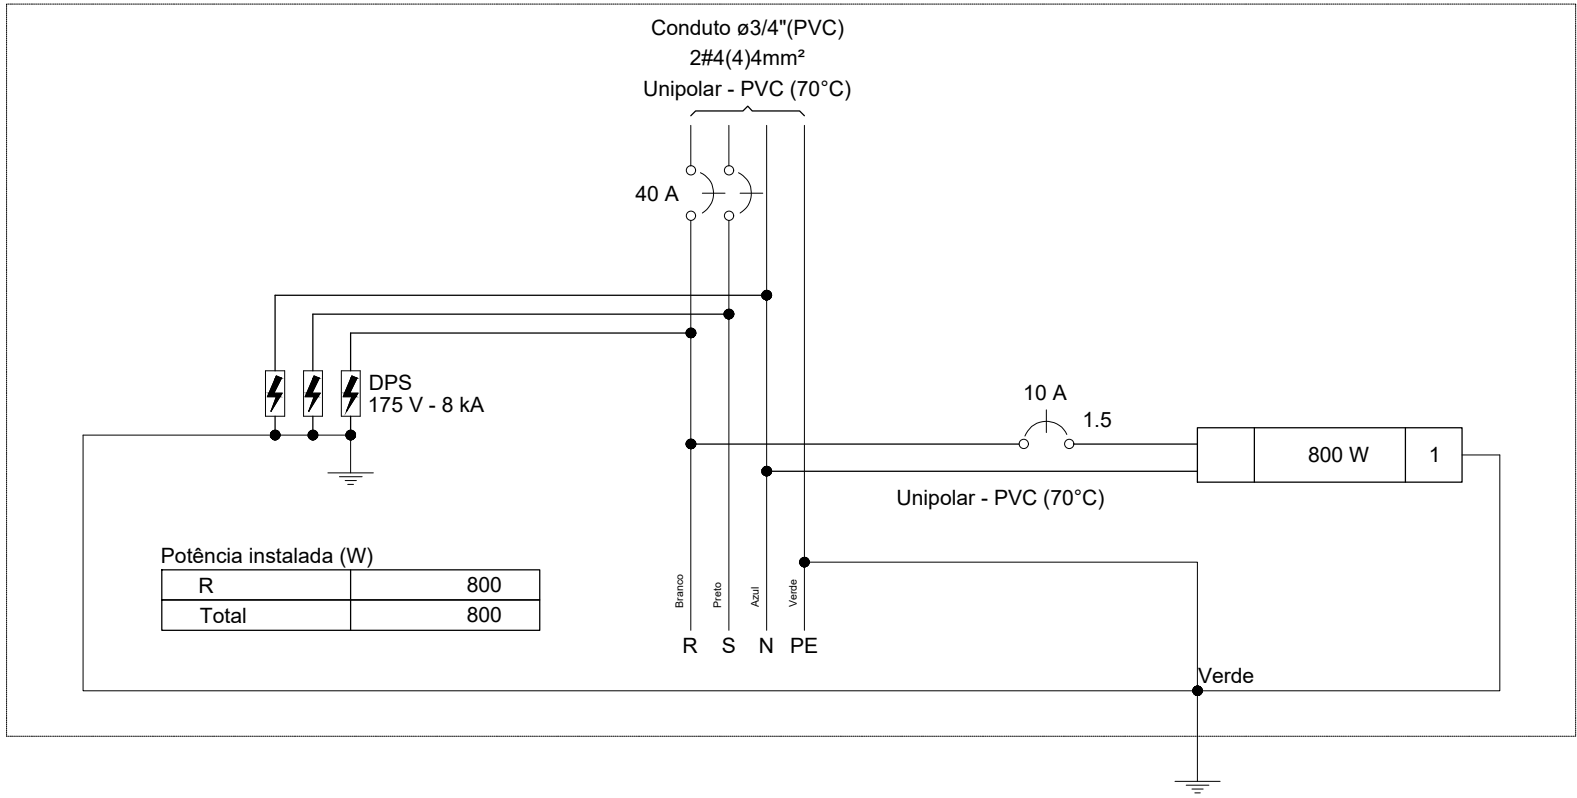 Conduto ø3/4"(PVC)
2#4(4)4mm²
Unipolar - PVC (70°C)
40 A
DPS
175 V - 8 kA
10 A
1.5
800 W 1
Unipolar - PVC (70°C)
Potência instalada (W)
R 800
Total 800
Branco Preto Azul Verde
R S N PE
Verde